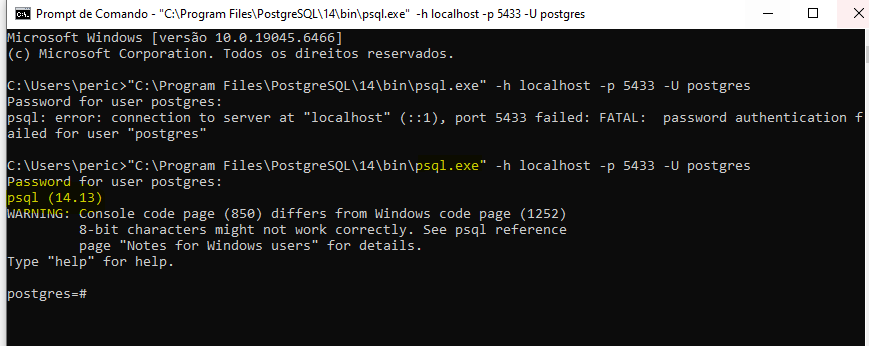 Prompt de Comando - "C:\Program Files\PostgreSQL\14\bin\psql.exe" -h localhost -p 5433 -U postgres
Microsoft Windows [versão 10.0.19045.6466]
(c) Microsoft Corporation. Todos os direitos reservados.
C:\Users\peric>"C:\Program Files\PostgreSQL\14\bin\psql.exe" -h localhost -p 5433 -U postgres
Password for user postgres:
psql: error: connection to server at "localhost" (::1), port 5433 failed: FATAL:  password authentication f
ailed for user "postgres"
C:\Users\peric>"C:\Program Files\PostgreSQL\14\bin\psql.exe" -h localhost -p 5433 -U postgres
Password for user postgres:
psql (14.13)
WARNING: Console code page (850) differs from Windows code page (1252)
         8-bit characters might not work correctly. See psql reference
         page "Notes for Windows users" for details.
Type "help" for help.
postgres=#